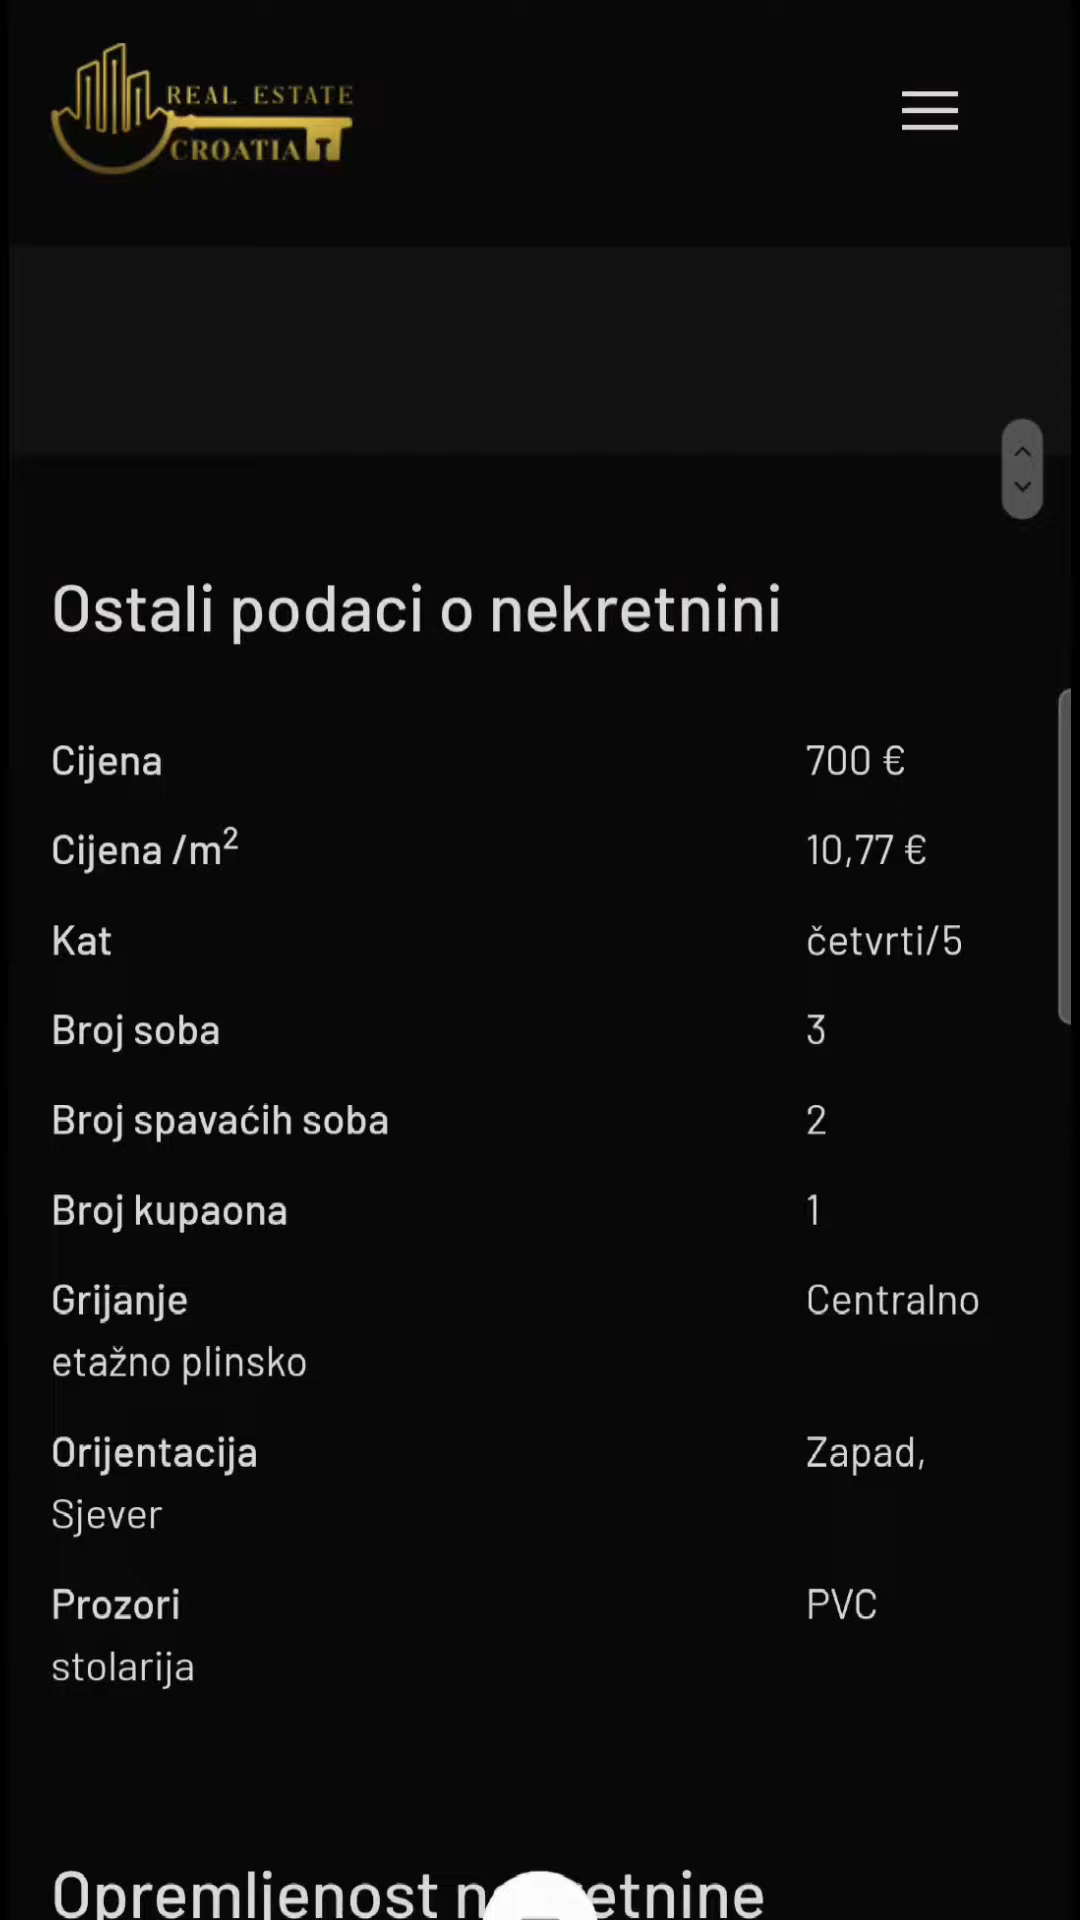 REAL ESTATE
CROATIA
Ostali podaci o nekretnini
Cijena 700 €
Cijena /m² 10,77 €
Kat četvrti/5
Broj soba 3
Broj spavaćih soba 2
Broj kupaona 1
Grijanje Centralno
etažno plinsko
Orijentacija Zapad,
Sjever
Prozori PVC
stolarija
Opremljenost